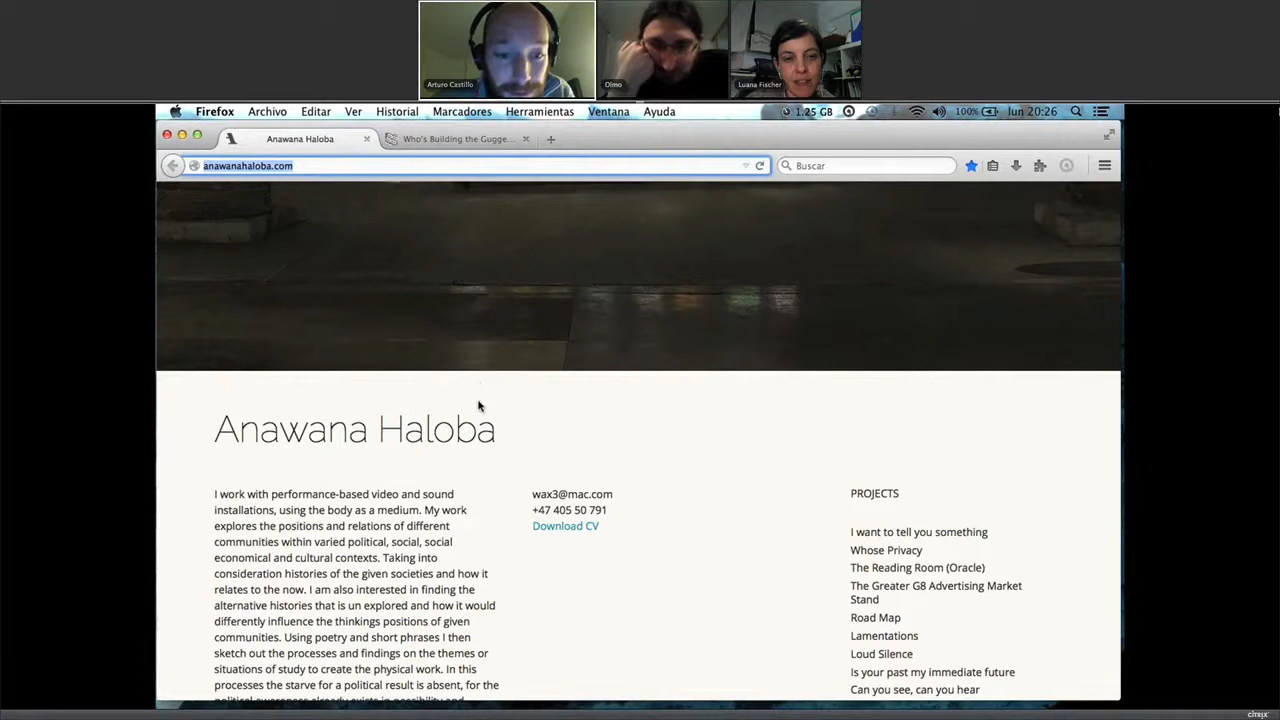 Arturo Castillo
Olmo
Luana Fischer
Firefox Archivo Editar Ver Historial Marcadores Herramientas Ventana Ayuda 1.25 GB 100% lun 20:26
Anawana Haloba
Who's Building the Gugge...
anawanahaloba.com
Buscar
Anawana Haloba
I work with performance-based video and sound
installations, using the body as a medium. My work
explores the positions and relations of different
communities within varied political, social, social
economical and cultural contexts. Taking into
consideration histories of the given societies and how it
relates to the now. I am also interested in finding the
alternative histories that is un explored and how it would
differently influence the thinkings positions of given
communities. Using poetry and short phrases I then
sketch out the processes and findings on the themes or
situations of study to create the physical work. In this
processes the starve for a political result is absent, for the
political awareness already exists in possibility and
wax3@mac.com
+47 405 50 791
Download CV
PROJECTS
I want to tell you something
Whose Privacy
The Reading Room (Oracle)
The Greater G8 Advertising Market
Stand
Road Map
Lamentations
Loud Silence
Is your past my immediate future
Can you see, can you hear
CITRIX